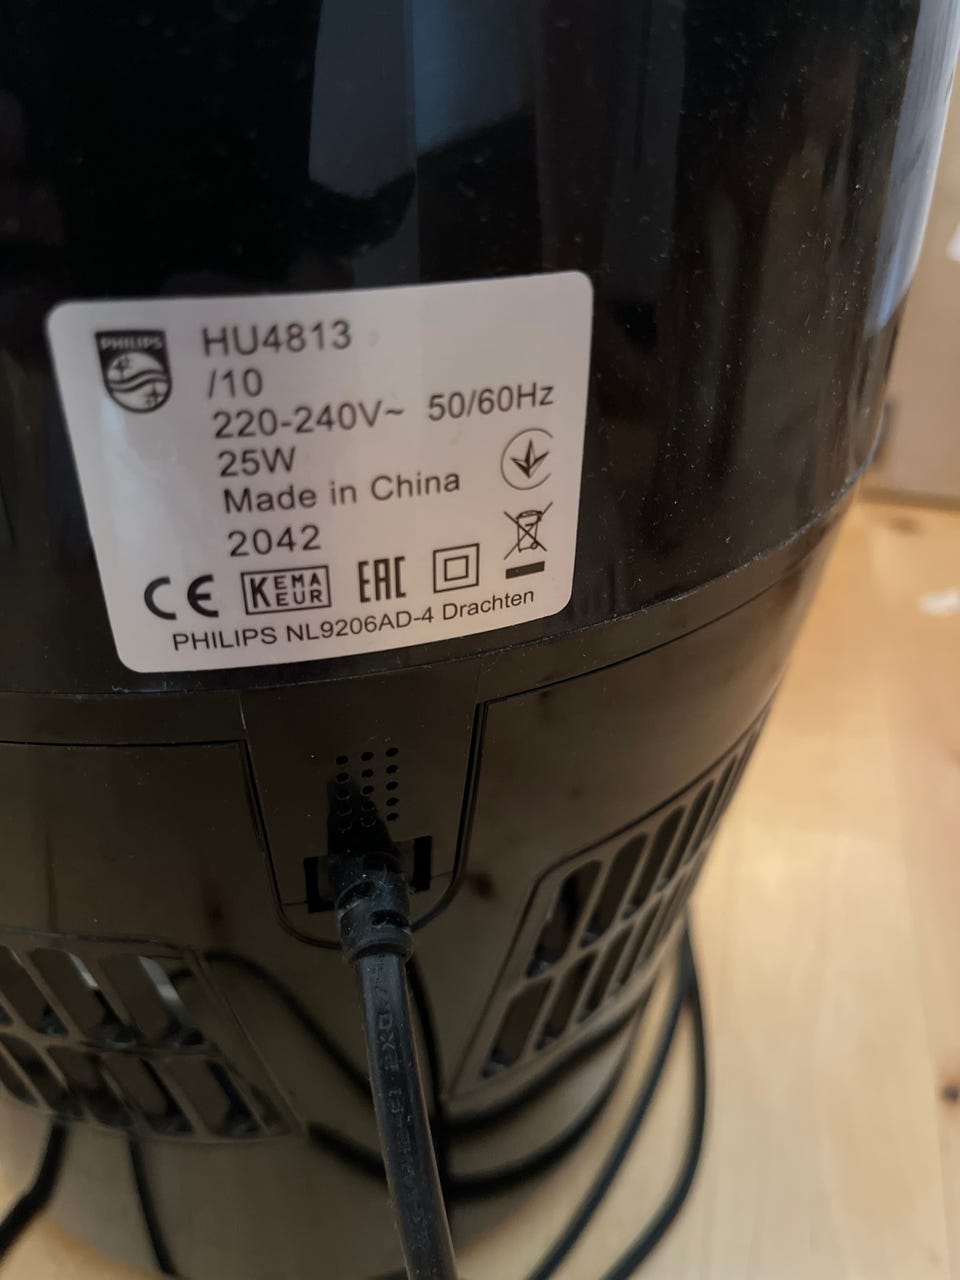 PHILIPS
HU4813
/10
220-240V~ 50/60Hz
25W
Made in China
2042
CE KEMA KEUR EAC
PHILIPS NL9206AD-4 Drachten